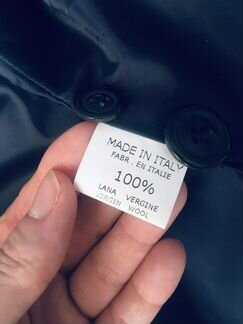 MADE IN ITALY
FABR. EN ITALIE
100%
LANA VERGINE
VIRGIN WOOL